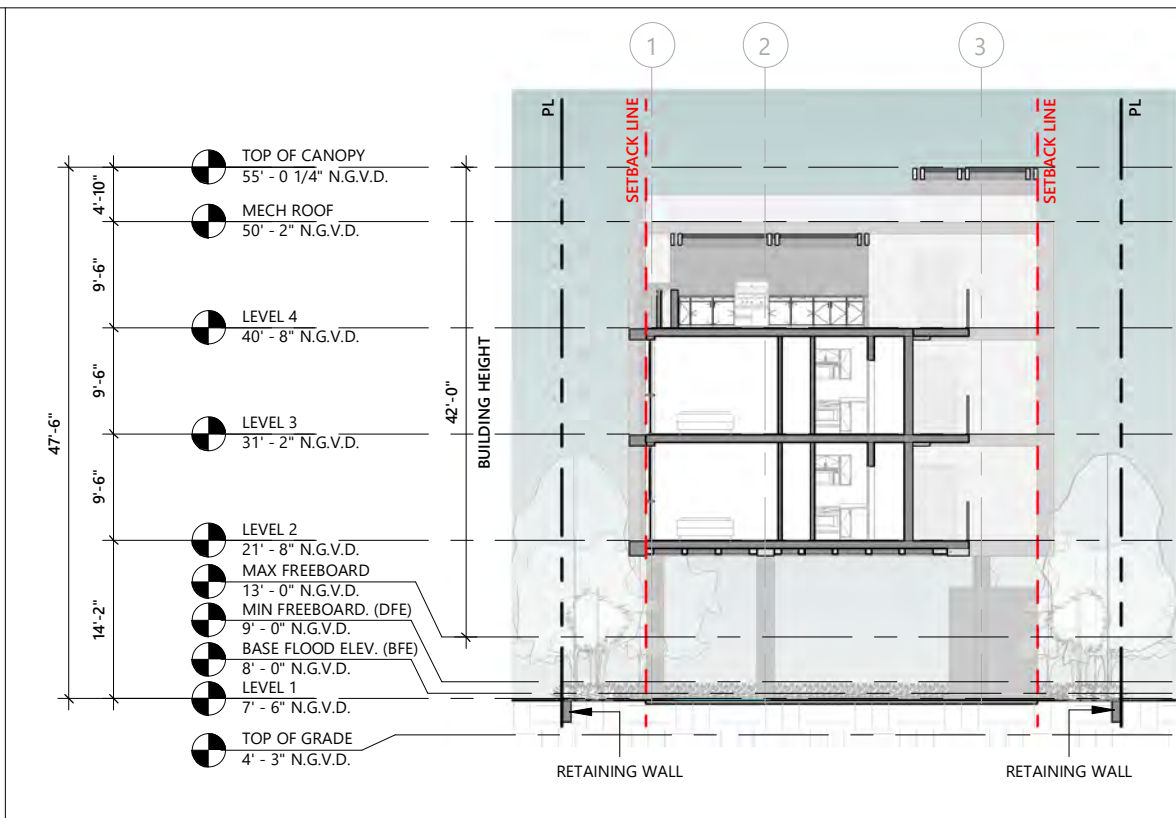 1
2
3
PL
SETBACK LINE
SETBACK LINE
PL
TOP OF CANOPY
55' - 0 1/4" N.G.V.D.
4'-10"
MECH ROOF
50' - 2" N.G.V.D.
9'-6"
LEVEL 4
40' - 8" N.G.V.D.
9'-6"
47'-6"
42'-0"
BUILDING HEIGHT
LEVEL 3
31' - 2" N.G.V.D.
9'-6"
LEVEL 2
21' - 8" N.G.V.D.
MAX FREEBOARD
13' - 0" N.G.V.D.
14'-2"
MIN FREEBOARD. (DFE)
9' - 0" N.G.V.D.
BASE FLOOD ELEV. (BFE)
8' - 0" N.G.V.D.
LEVEL 1
7' - 6" N.G.V.D.
TOP OF GRADE
4' - 3" N.G.V.D.
RETAINING WALL
RETAINING WALL